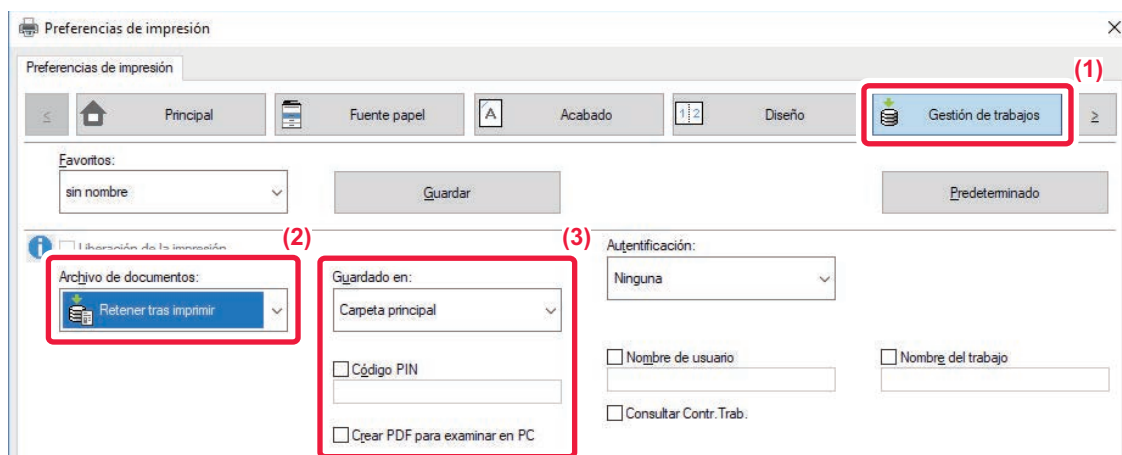 Preferencias de impresión
Preferencias de impresión
(1)
Principal
Fuente papel
Acabado
Diseño
Gestión de trabajos
Favoritos:
sin nombre
Guardar
Predeterminado
Liberación de la impresión
(2)
(3)
Archivo de documentos:
Retener tras imprimir
Guardado en:
Carpeta principal
Código PIN
Crear PDF para examinar en PC
Autentificación:
Ninguna
Nombre de usuario
Nombre del trabajo
Consultar Contr.Trab.